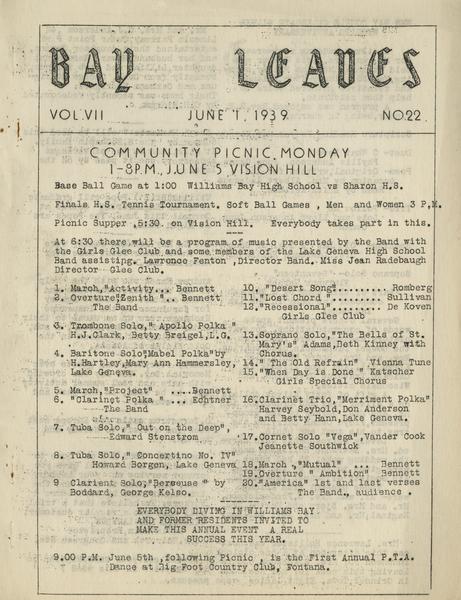 BAY LEAVES
VOL.VII JUNE 1, 1939 NO.22
COMMUNITY PICNIC, MONDAY
1-8P.M., JUNE 5 VISION HILL
Base Ball Game at 1:00 Williams Bay High School vs Sharon H.S.
Finals H.S. Tennis Tournament. Soft Ball Games , Men and Women 3 P.M.
Picnic Supper ,5:30. on Vision Hill. Everybody takes part in this.
At 6:30 there will be a program of music presented by the Band with
the Girls Glee Club and some members of the Lake Geneva High School
Band assisting. Lawrence Fenton ,Director Band. Miss Jean Radebaugh
Director Glee Club.
1. March,"Activity... Bennett
2. Overture"Zenith ".. Bennett
The Band
3. Trombone Solo," Apollo Polka"
H.J.Clark, Betty Breigel,L.G.
4. Baritone Solo"Mabel Polka"by
H.Hartley,Mary Ann Hammersley,
Lake Geneva.
5. March,"Project" ....Bennett
6. "Clarinet Polka " ... Echtner
The Band
7. Tuba Solo," Out on the Deep",
Edward Stenstrom
8. Tuba Solo," Concertino No. IV"
Howard Borgen, Lake Geneva
9 Clarient Solo,"Berweuse " by
Boddard, George Kelso.
10. "Desert Song".......... Romberg
11."Lost Chord "......... Sullivan
12."Recessional"........ De Koven
Girls Glee Club
13.Soprano Solo,"The Bells of St.
Mary's" Adams,Beth Kinney with
Chorus.
14." The Old Refrain" Vienna Tune
15."When Day is Done " Katscher
Girls Special Chorus
16.Clarinet Trio,"Merriment Polka"
Harvey Seybold,Don Anderson
and Betty Hann,Lake Geneva.
17.Cornet Solo "Vega",Vander Cook
Jeanette Southwick
18.March ,"Mutual" ... Bennett
19.Overture " Ambition" Bennett
20."America" 1st and last verses
The Band., audience .
EVERYBODY DIVING IN WILLIAMS BAY
AND FORMER RESIDENTS INVITED TO
MAKE THIS ANNUAL EVENT A REAL
SUCCESS THIS YEAR.
9.00 P.M. June 5th ,following Picnic , is the First Annual P.T.A.
Dance at Big Foot Country Club, Fontana.